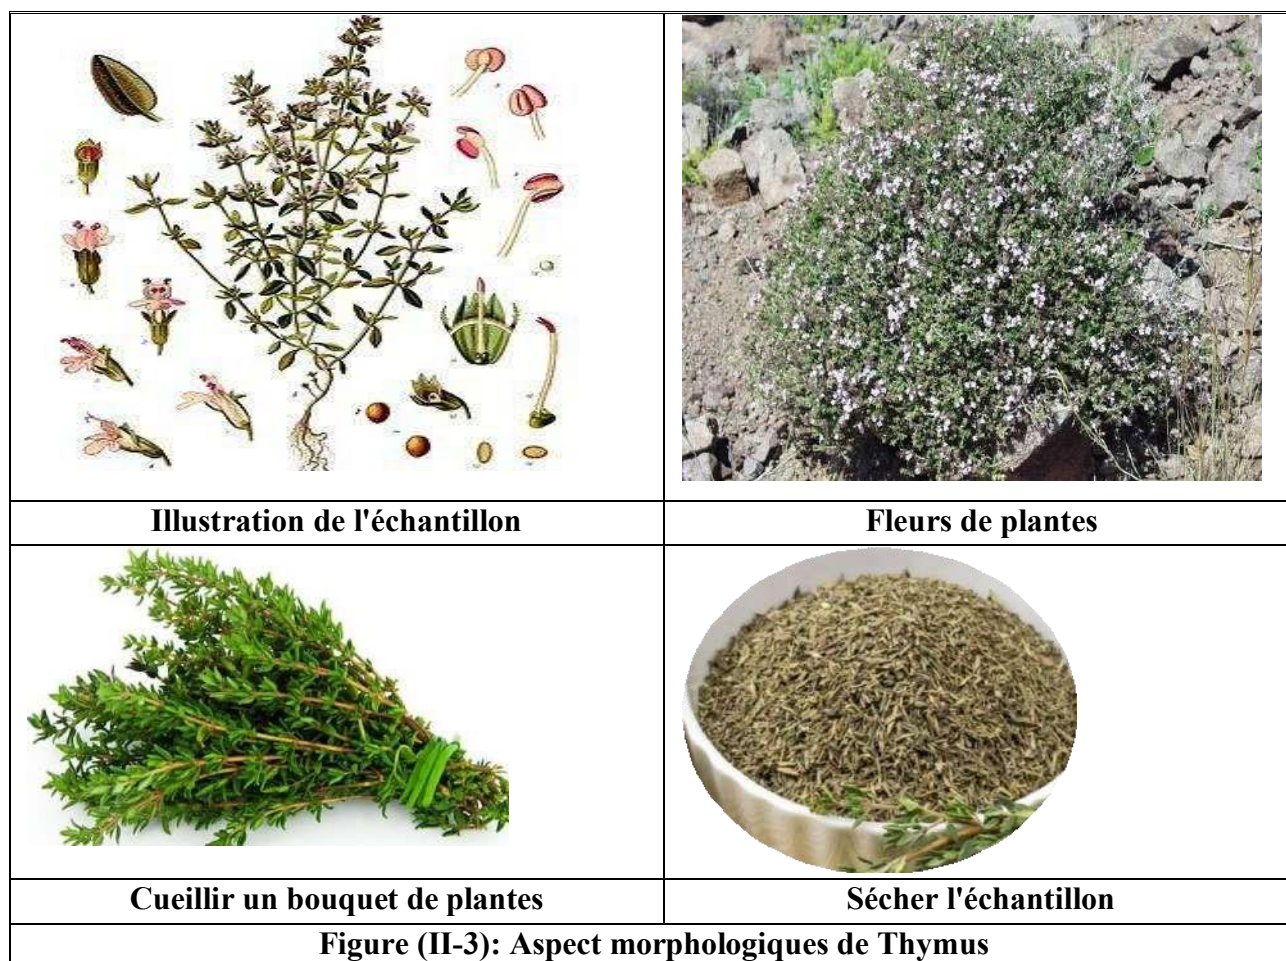 Illustration de l'échantillon
Fleurs de plantes
Cueillir un bouquet de plantes
Sécher l'échantillon
Figure (II-3): Aspect morphologiques de Thymus